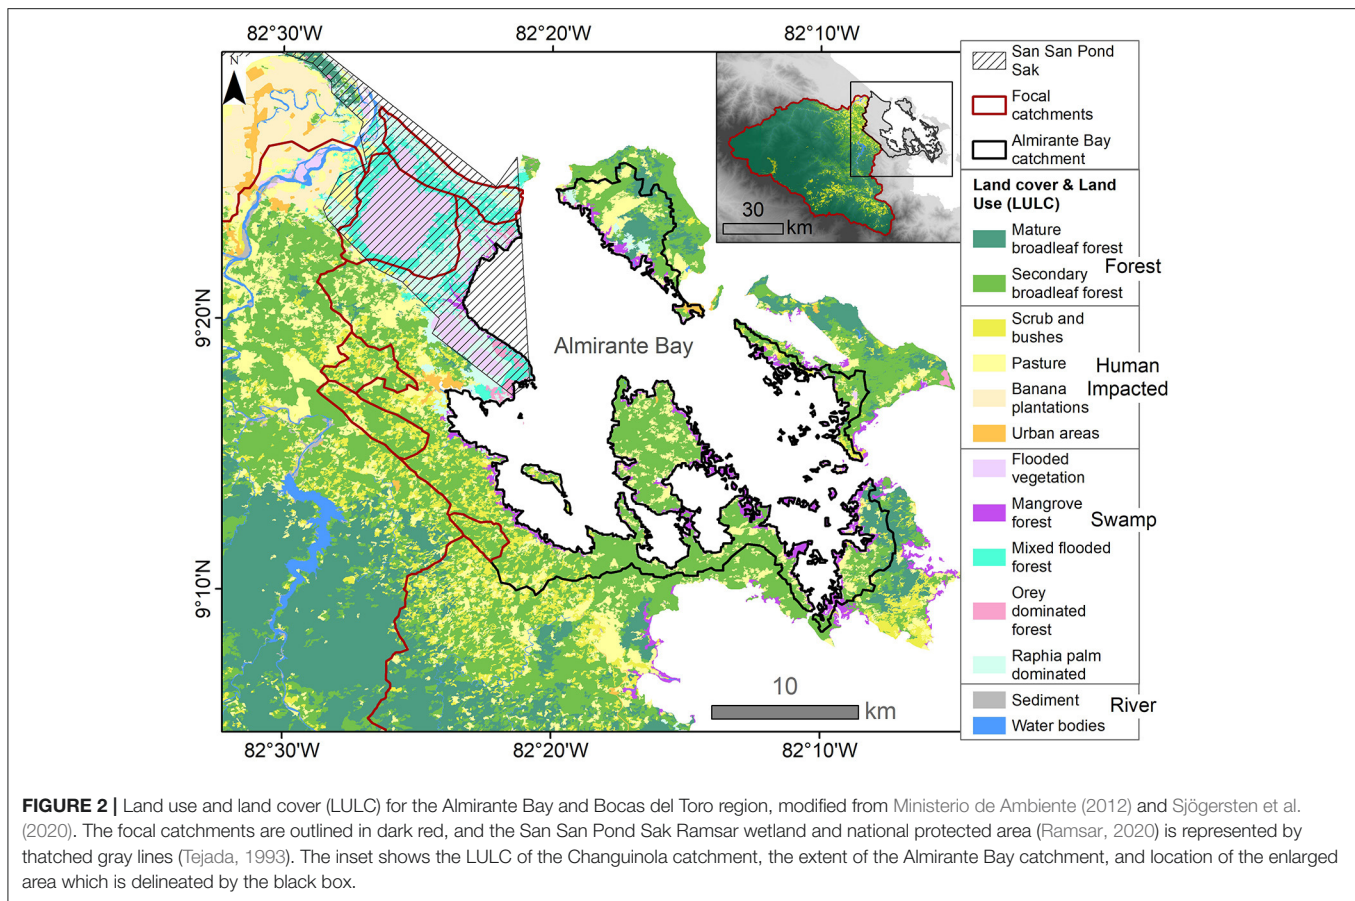 82°30'W 82°20'W 82°10'W
N
9°20'N
9°10'N
Almirante Bay
30
km
10
km
82°30'W 82°20'W 82°10'W
San San Pond
Sak
Focal
catchments
Almirante Bay
catchment
Land cover & Land
Use (LULC)
Mature
broadleaf forest
Secondary
broadleaf forest
Forest
Scrub and
bushes
Pasture
Banana
plantations
Urban areas
Human
Impacted
Flooded
vegetation
Mangrove
forest
Mixed flooded
forest
Orey
dominated
forest
Raphia palm
dominated
Swamp
Sediment
Water bodies
River
FIGURE 2 | Land use and land cover (LULC) for the Almirante Bay and Bocas del Toro region, modified from Ministerio de Ambiente (2012) and Sjögersten et al.
(2020). The focal catchments are outlined in dark red, and the San San Pond Sak Ramsar wetland and national protected area (Ramsar, 2020) is represented by
thatched gray lines (Tejada, 1993). The inset shows the LULC of the Changuinola catchment, the extent of the Almirante Bay catchment, and location of the enlarged
area which is delineated by the black box.